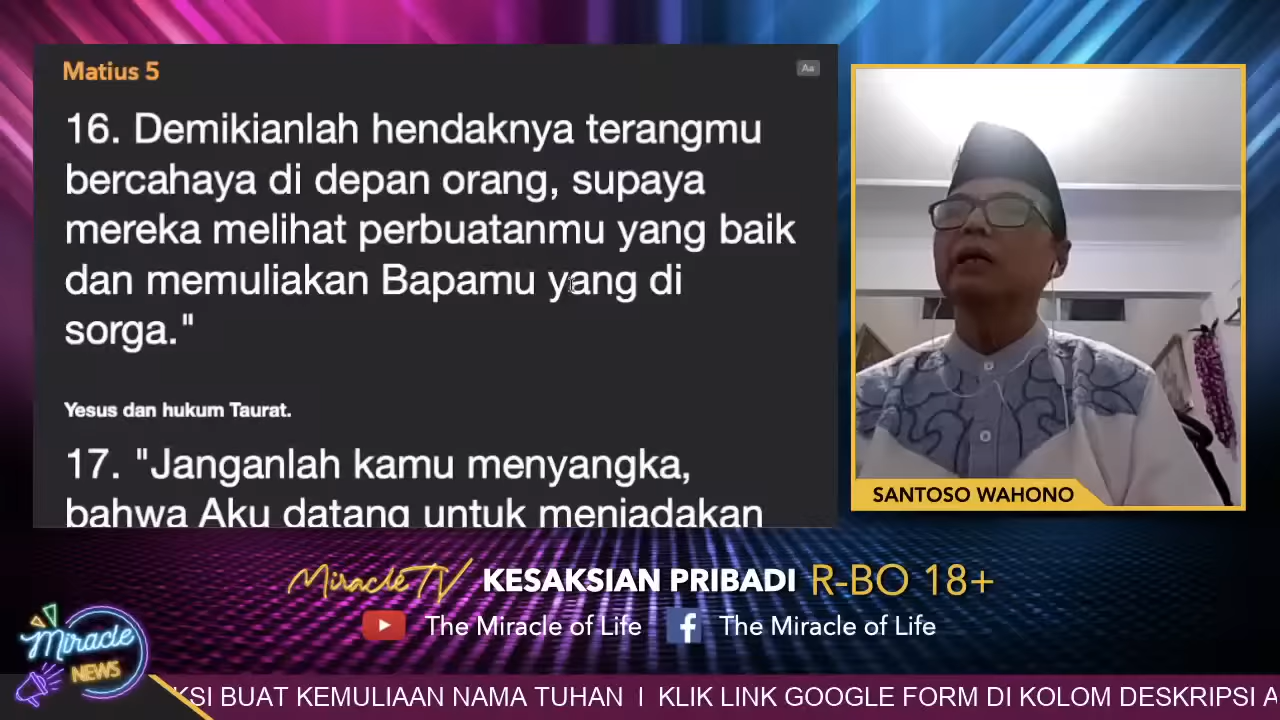 Matius 5
Aa
16. Demikianlah hendaknya terangmu
bercahaya di depan orang, supaya
mereka melihat perbuatanmu yang baik
dan memuliakan Bapamu yang di
sorga."
Yesus dan hukum Taurat.
17. "Janganlah kamu menyangka,
bahwa Aku datang untuk meniadakan
SANTOSO WAHONO
MiracleTV KESAKSIAN PRIBADI R-BO 18+
The Miracle of Life f The Miracle of Life
Miracle
NEWS
KSI BUAT KEMULIAAN NAMA TUHAN I KLIK LINK GOOGLE FORM DI KOLOM DESKRIPSI A